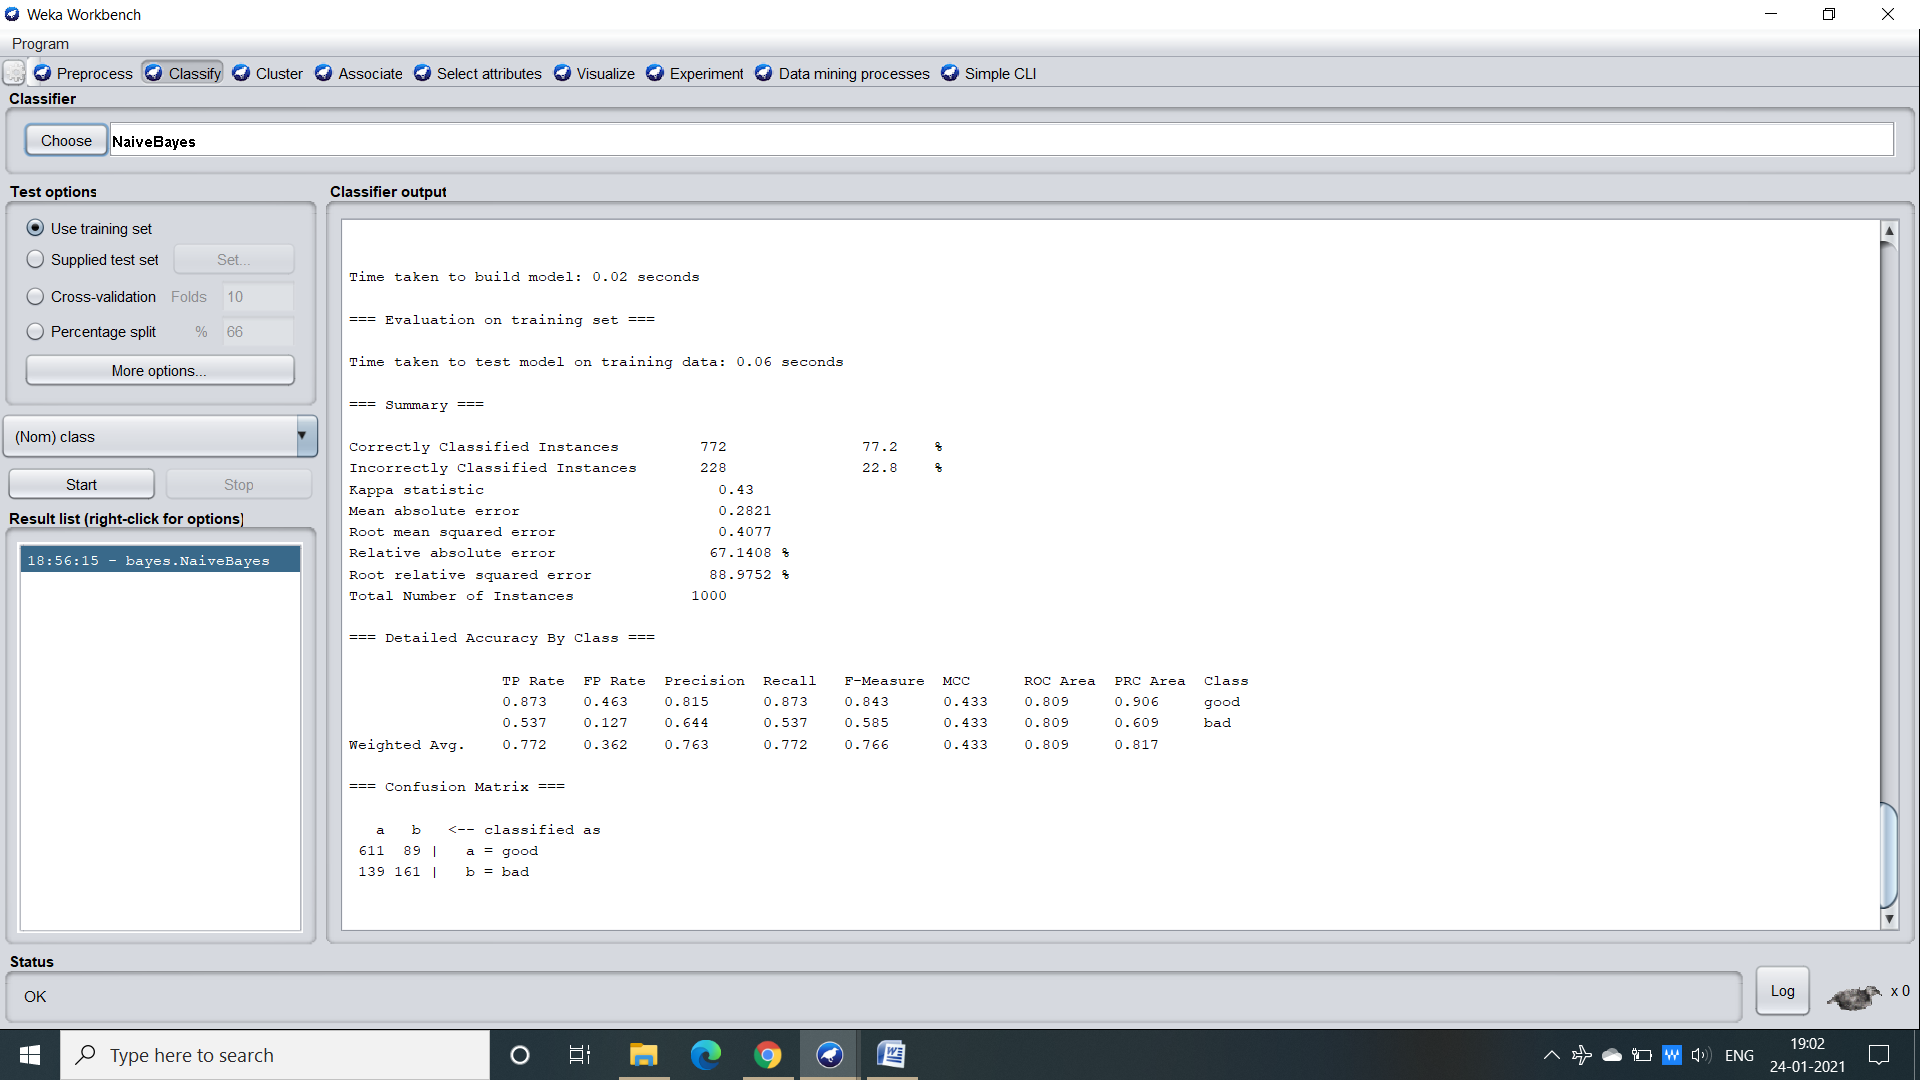 Weka Workbench
Program
Preprocess Classify Cluster Associate Select attributes Visualize Experiment Data mining processes Simple CLI
Classifier
Choose NaiveBayes
Test options
Use training set
Supplied test set Set...
Cross-validation Folds 10
Percentage split % 66
More options...
(Nom) class
Start Stop
Result list (right-click for options)
18:56:15 - bayes.NaiveBayes
Classifier output
Time taken to build model: 0.02 seconds
=== Evaluation on training set ===
Time taken to test model on training data: 0.06 seconds
=== Summary ===
Correctly Classified Instances 772 77.2 %
Incorrectly Classified Instances 228 22.8 %
Kappa statistic 0.43
Mean absolute error 0.2821
Root mean squared error 0.4077
Relative absolute error 67.1408 %
Root relative squared error 88.9752 %
Total Number of Instances 1000
=== Detailed Accuracy By Class ===
TP Rate FP Rate Precision Recall F-Measure MCC ROC Area PRC Area Class
0.873 0.463 0.815 0.873 0.843 0.433 0.809 0.906 good
0.537 0.127 0.644 0.537 0.585 0.433 0.809 0.609 bad
Weighted Avg. 0.772 0.362 0.763 0.772 0.766 0.433 0.809 0.817
=== Confusion Matrix ===
a b <-- classified as
611 89 | a = good
139 161 | b = bad
Status
OK
Log
x 0
Type here to search
ENG
19:02
24-01-2021